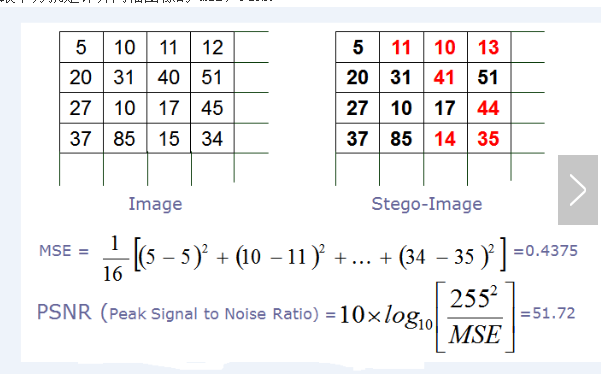 5 10 11 12 5 11 10 13
20 31 40 51 20 31 41 51
27 10 17 45 27 10 17 44
37 85 15 34 37 85 14 35
Image Stego-Image
MSE = 1/16 [(5 – 5)² + (10 – 11)² + ... + (34 – 35)²] =0.4375
PSNR (Peak Signal to Noise Ratio) =10×log₁₀[255²/MSE] =51.72